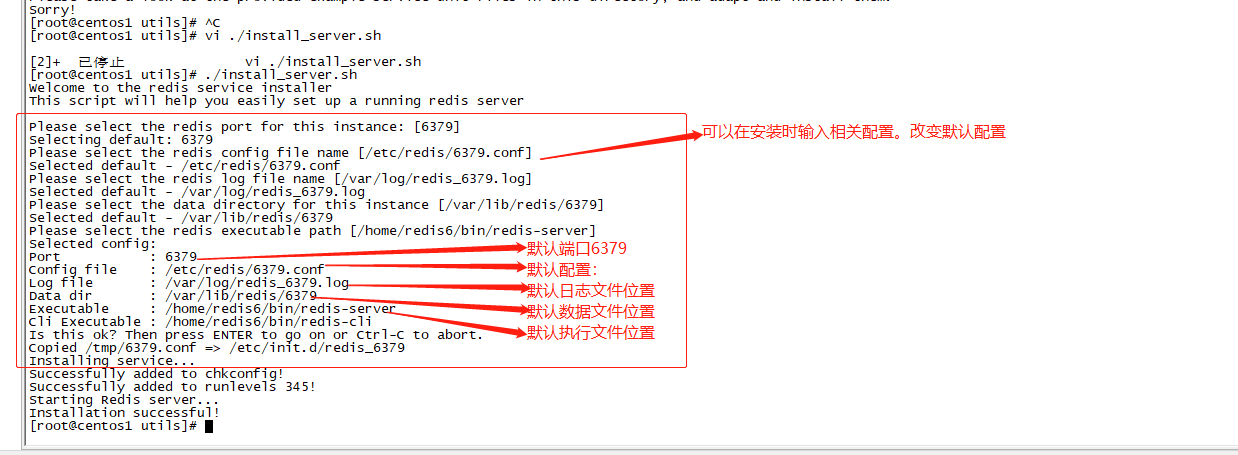 Sorry!
[root@centos1 utils]# ^C
[root@centos1 utils]# vi ./install_server.sh
[2]+ 已停止 vi ./install_server.sh
[root@centos1 utils]# ./install_server.sh
Welcome to the redis service installer
This script will help you easily set up a running redis server
Please select the redis port for this instance: [6379]
可以在安装时输入相关配置。改变默认配置
Selecting default: 6379
Please select the redis config file name [/etc/redis/6379.conf]
Selected default - /etc/redis/6379.conf
Please select the redis log file name [/var/log/redis_6379.log]
Selected default - /var/log/redis_6379.log
Please select the data directory for this instance [/var/lib/redis/6379]
Selected default - /var/lib/redis/6379
Please select the redis executable path [/home/redis6/bin/redis-server]
Selected config:
Port : 6379
默认端口6379
Config file : /etc/redis/6379.conf
默认配置：
Log file : /var/log/redis_6379.log
默认日志文件位置
Data dir : /var/lib/redis/6379
默认数据文件位置
Executable : /home/redis6/bin/redis-server
默认执行文件位置
Cli Executable : /home/redis6/bin/redis-cli
Is this ok? Then press ENTER to go on or Ctrl-C to abort.
Copied /tmp/6379.conf => /etc/init.d/redis_6379
Installing service...
Successfully added to chkconfig!
Successfully added to runlevels 345!
Starting Redis server...
Installation successful!
[root@centos1 utils]#